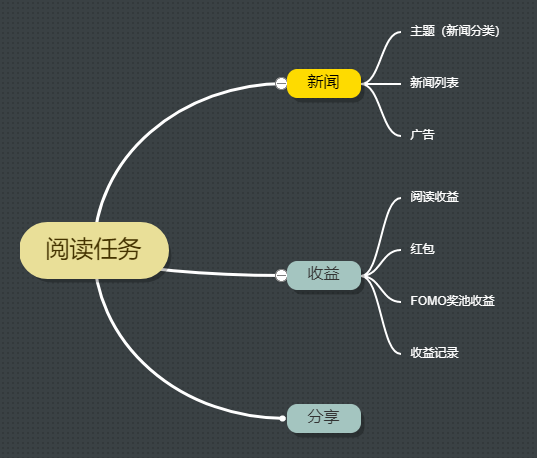 阅读任务
新闻
主题（新闻分类）
新闻列表
广告
收益
阅读收益
红包
FOMO奖池收益
收益记录
分享